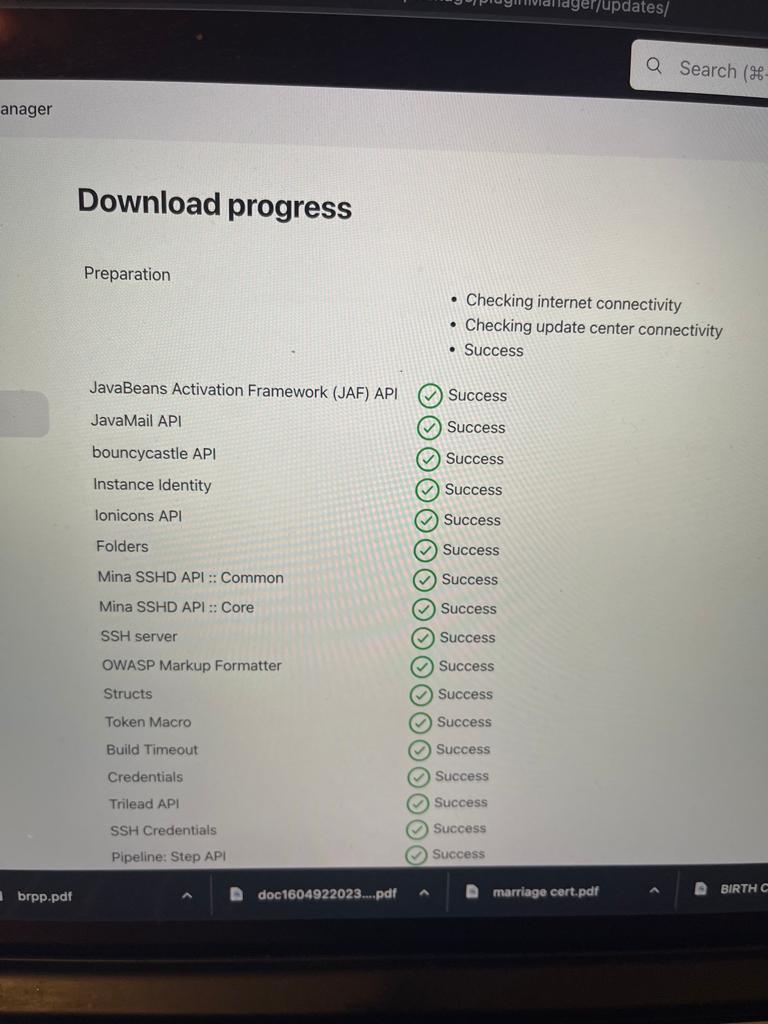 pluginManager/updates/
Search (⌘
anager
Download progress
Preparation
• Checking internet connectivity
• Checking update center connectivity
• Success
JavaBeans Activation Framework (JAF) API Success
JavaMail API Success
bouncycastle API Success
Instance Identity Success
Ionicons API Success
Folders Success
Mina SSHD API :: Common Success
Mina SSHD API :: Core Success
SSH server Success
OWASP Markup Formatter Success
Structs Success
Token Macro Success
Build Timeout Success
Credentials Success
Trilead API Success
SSH Credentials Success
Pipeline: Step API Success
brpp.pdf doc1604922023....pdf marriage cert.pdf BIRTH C